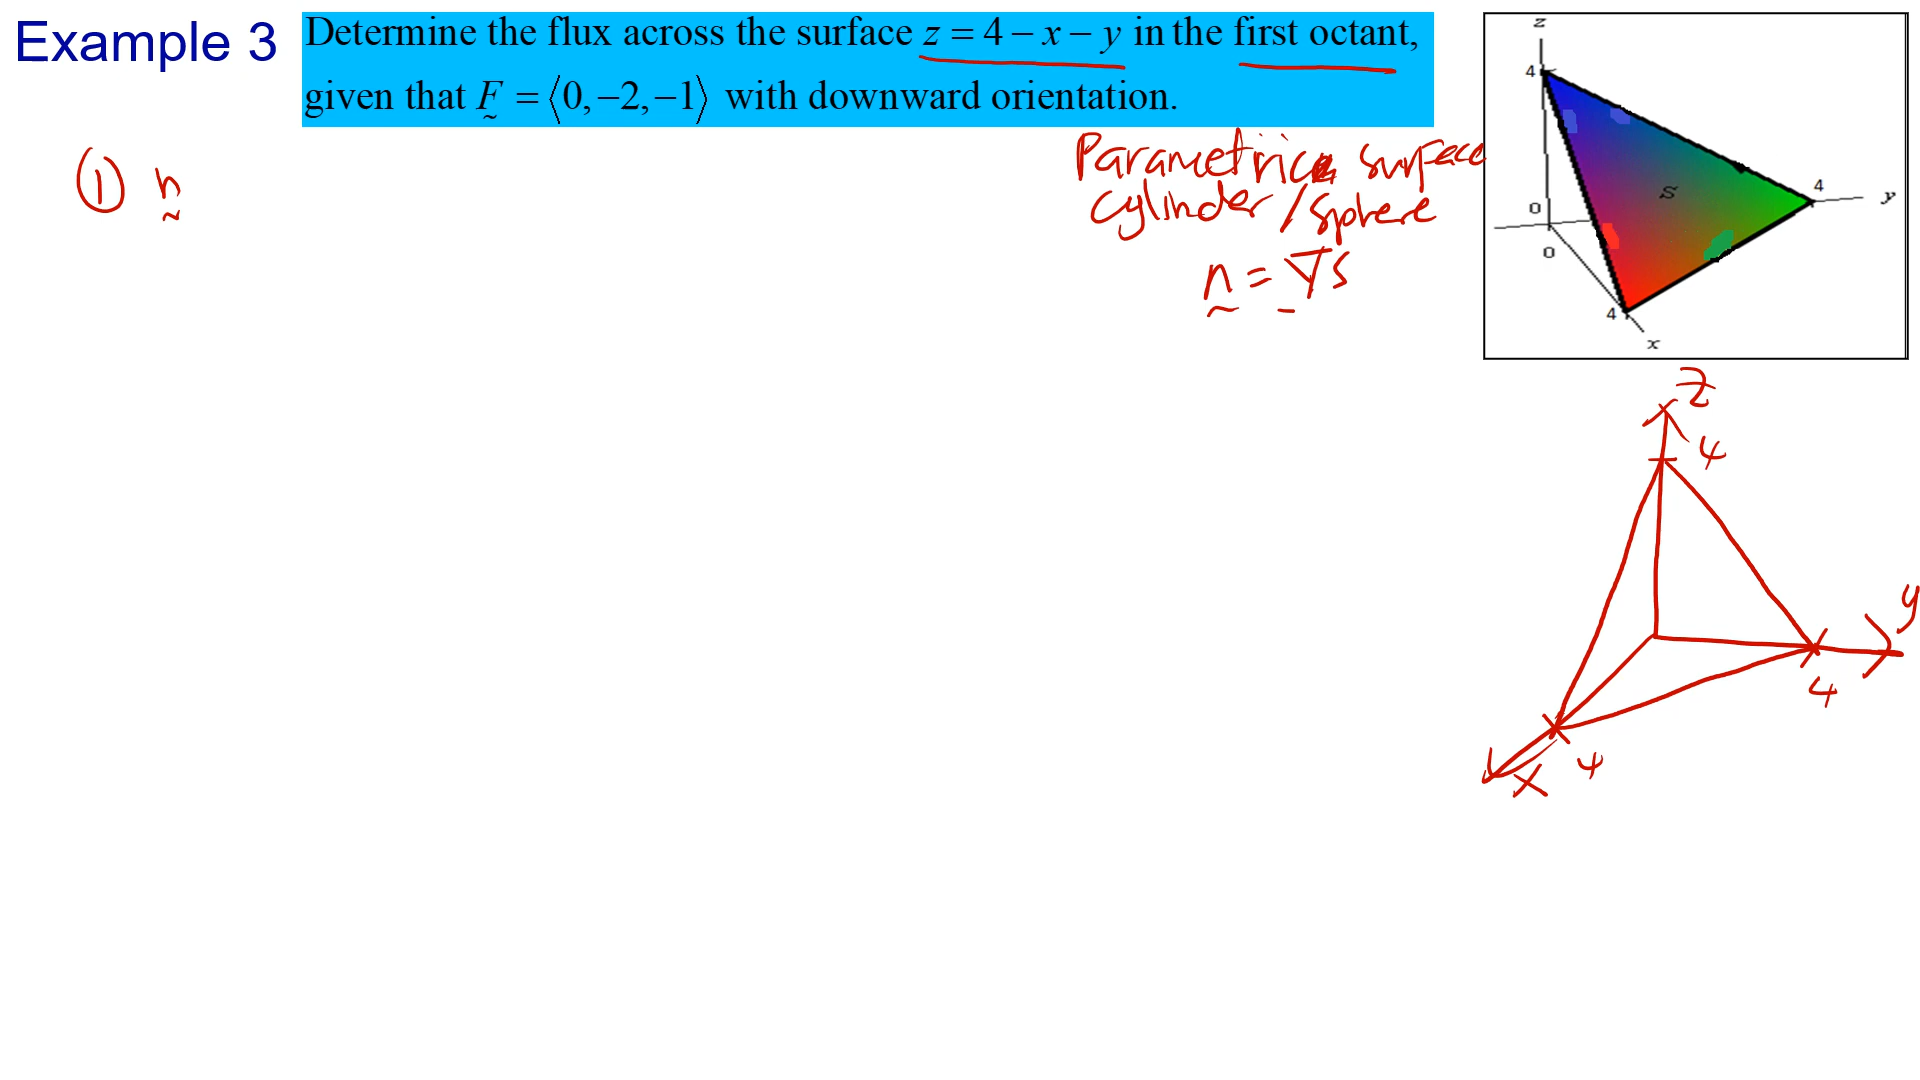 Example 3
Determine the flux across the surface z = 4 − x − y in the first octant,
given that F̰ = ⟨0, −2, −1⟩ with downward orientation.
① n̰
Parametric surface
cylinder / sphere
n̰ = ∇S
z
4
S
4
y
0
0
4
x
z
4
y
4
4
x